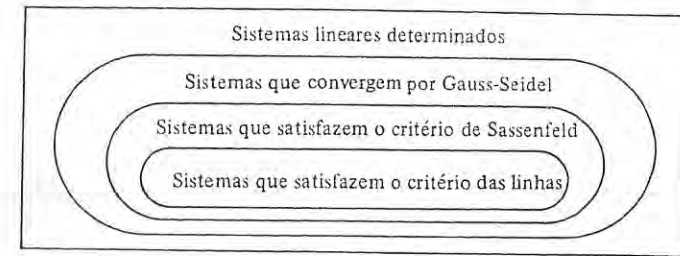 Sistemas lineares determinados
Sistemas que convergem por Gauss-Seidel
Sistemas que satisfazem o critério de Sassenfeld
Sistemas que satisfazem o critério das linhas